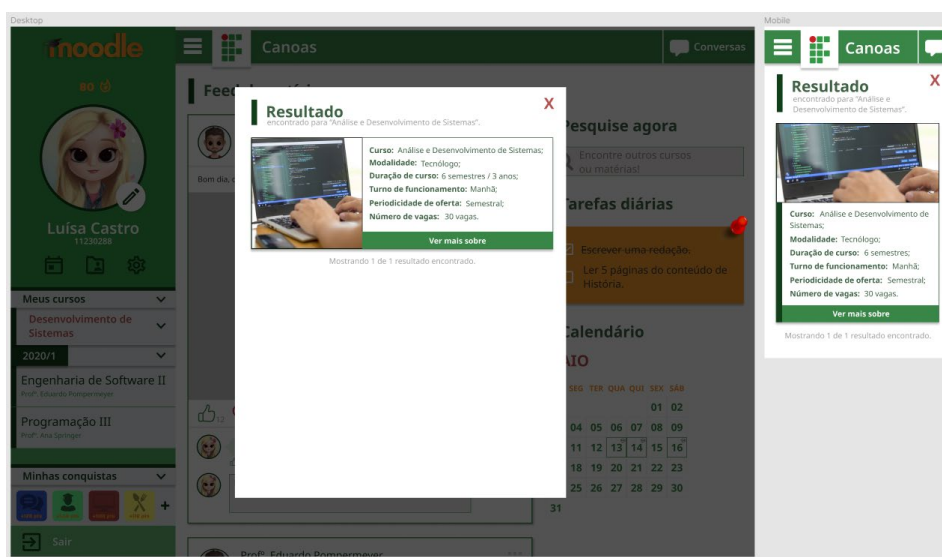 Desktop
moodle
80
Luísa Castro
11230288
Meus cursos
Desenvolvimento de
Sistemas
2020/1
Engenharia de Software II
Profº. Eduardo Pompermeyer
Programação III
Profª. Ana Springer
Minhas conquistas
+
Sair
Canoas
Conversas
Feed
Bom dia,
12
Resultado
X
encontrado para "Análise e Desenvolvimento de Sistemas".
Curso: Análise e Desenvolvimento de Sistemas;
Modalidade: Tecnólogo;
Duração de curso: 6 semestres / 3 anos;
Turno de funcionamento: Manhã;
Periodicidade de oferta: Semestral;
Número de vagas: 30 vagas.
Ver mais sobre
Mostrando 1 de 1 resultado encontrado.
Pesquise agora
Encontre outros cursos
ou matérias!
Tarefas diárias
Escrever uma redação.
Ler 5 páginas do conteúdo de
História.
Calendário
AIO
SEG TER QUA QUI SEX SÁB
01 02
04 05 06 07 08 09
11 12 13 14 15 16
18 19 20 21 22 23
25 26 27 28 29 30
31
Profº. Eduardo Pompermeyer
Mobile
Canoas
Resultado
X
encontrado para "Análise e
Desenvolvimento de Sistemas".
Curso: Análise e Desenvolvimento de
Sistemas;
Modalidade: Tecnólogo;
Duração de curso: 6 semestres;
Turno de funcionamento: Manhã;
Periodicidade de oferta: Semestral;
Número de vagas: 30 vagas.
Ver mais sobre
Mostrando 1 de 1 resultado encontrado.